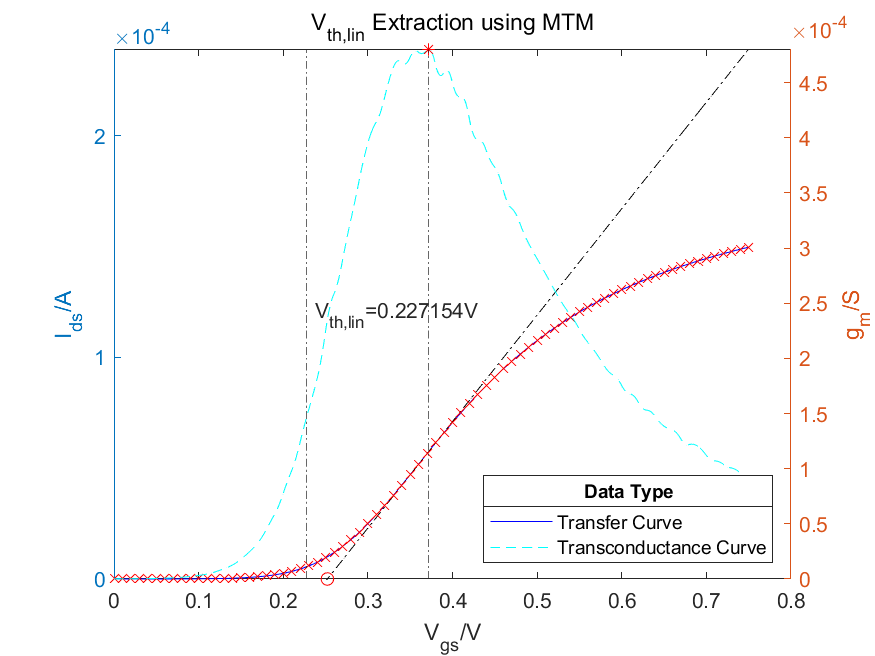 V_th,lin Extraction using MTM
×10^-4
×10^-4
I_ds/A
2
1
0
g_m/S
4.5
4
3.5
3
2.5
2
1.5
1
0.5
0
V_th,lin=0.227154V
Data Type
Transfer Curve
Transconductance Curve
0 0.1 0.2 0.3 0.4 0.5 0.6 0.7 0.8
V_gs/V